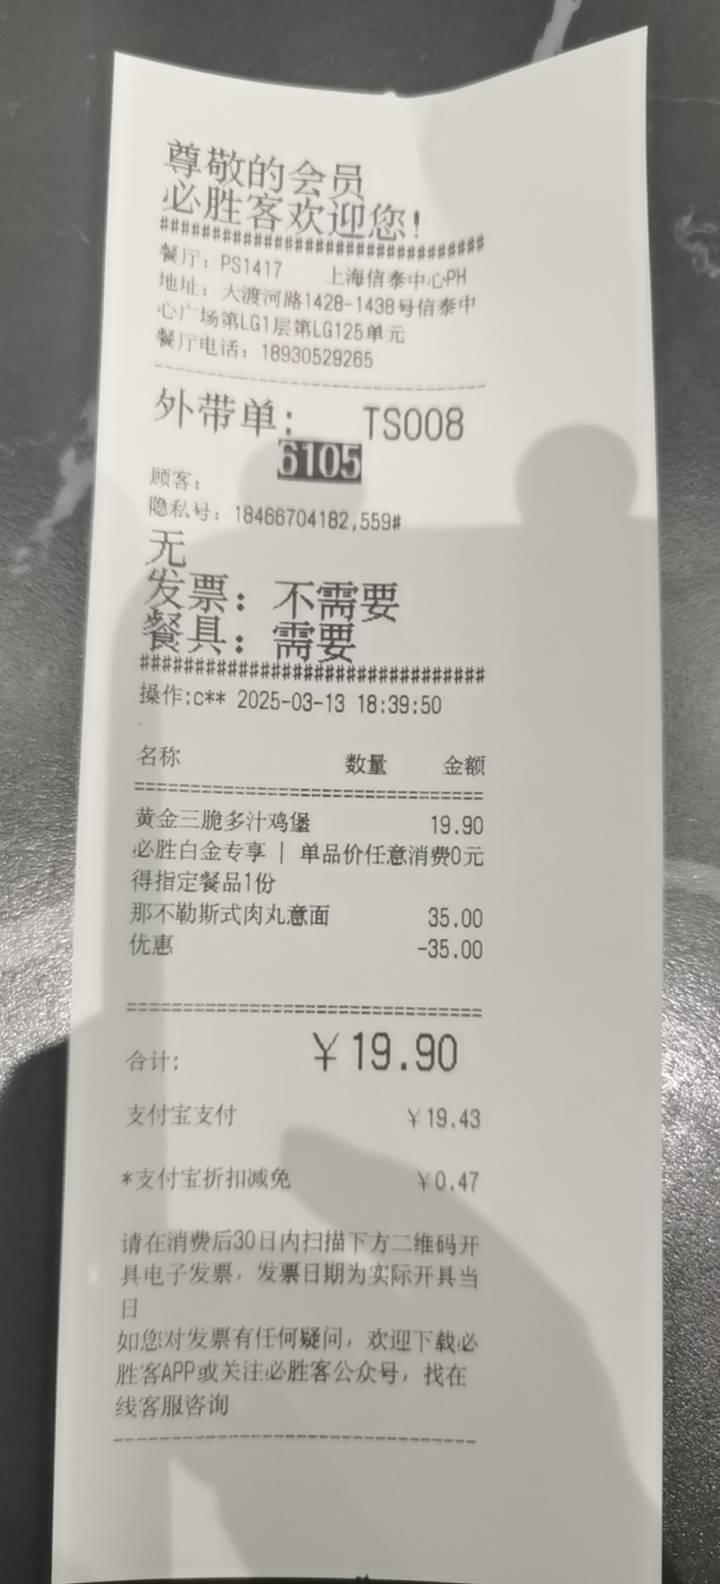 尊敬的会员
必胜客欢迎您!
##################################
餐厅：PS1417 上海信泰中心PH
地址：大渡河路1428-1438号信泰中
心广场第LG1层第LG125单元
餐厅电话：18930529265
外带单： TS008
6105
顾客：
隐私号：18466704182,559#
无
发票：不需要
餐具：需要
##################################
操作:c** 2025-03-13 18:39:50
名称 数量 金额
==================================
黄金三脆多汁鸡堡 19.90
必胜白金专享 | 单品价任意消费0元
得指定餐品1份
那不勒斯式肉丸意面 35.00
优惠 -35.00
==================================
合计: ￥19.90
支付宝支付 ￥19.43
*支付宝折扣减免 ￥0.47
请在消费后30日内扫描下方二维码开
具电子发票，发票日期为实际开具当
日
如您对发票有任何疑问，欢迎下载必
胜客APP或关注必胜客公众号，找在
线客服咨询